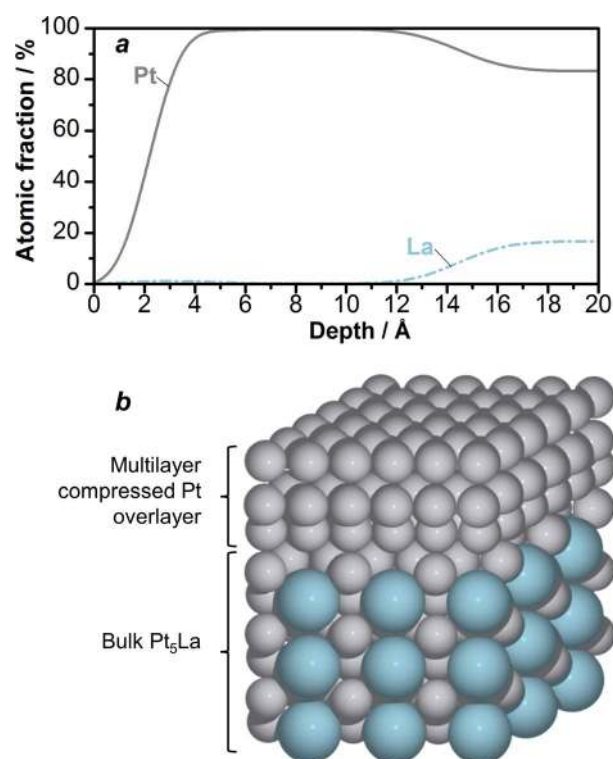 a
Pt
La
Atomic fraction / %
100
80
60
40
20
0
0 2 4 6 8 10 12 14 16 18 20
Depth / Å
b
Multilayer
compressed Pt
overlayer
Bulk Pt₅La